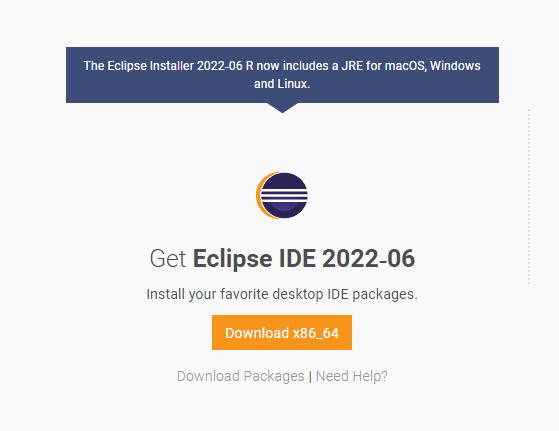 The Eclipse Installer 2022-06 R now includes a JRE for macOS, Windows
and Linux.
Get Eclipse IDE 2022-06
Install your favorite desktop IDE packages.
Download x86_64
Download Packages | Need Help?